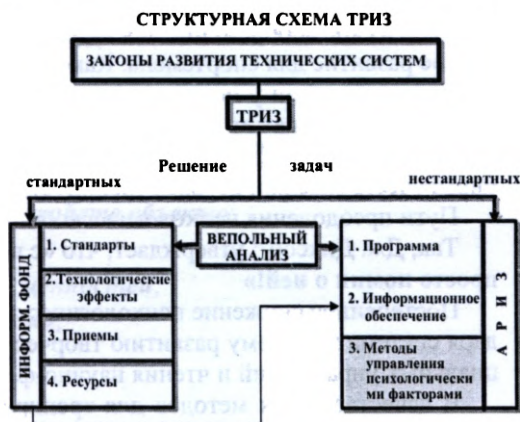 СТРУКТУРНАЯ СХЕМА ТРИЗ
ЗАКОНЫ РАЗВИТИЯ ТЕХНИЧЕСКИХ СИСТЕМ
ТРИЗ
Решение задач
стандартных
нестандартных
ИНФОРМ. ФОНД
1. Стандарты
2.Технологические
эффекты
3. Приемы
4. Ресурсы
ВЕПОЛЬНЫЙ
АНАЛИЗ
1. Программа
2. Информационное
обеспечение
3. Методы
управления
психологически
ми факторами
АРИЗ